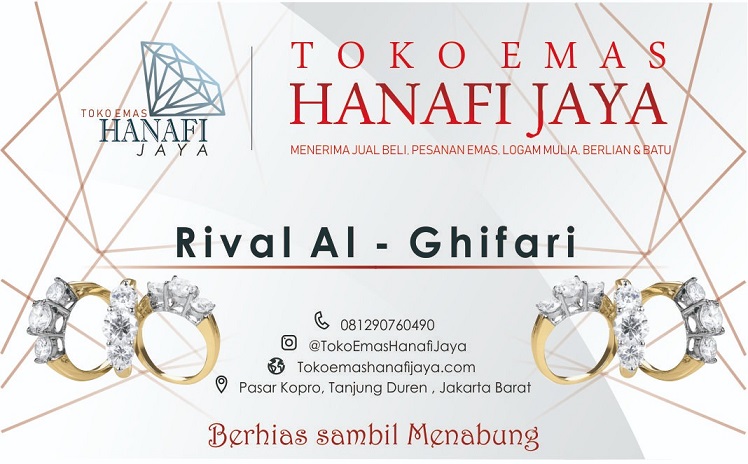 TOKO EMAS
HANAFI
JAYA
TOKO EMAS
HANAFI JAYA
MENERIMA JUAL BELI, PESANAN EMAS, LOGAM MULIA, BERLIAN & BATU
Rival Al - Ghifari
081290760490
@TokoEmasHanafiJaya
Tokoemashanafijaya.com
Pasar Kopro, Tanjung Duren , Jakarta Barat
Berhias sambil Menabung